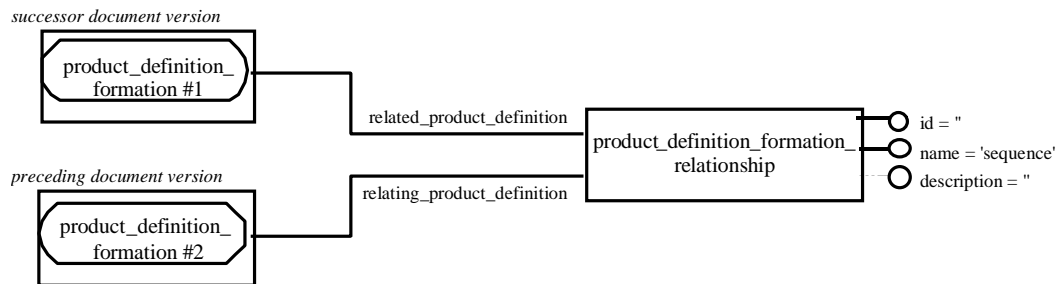 successor document version
product_definition_
formation #1
related_product_definition
product_definition_formation_
relationship
id = ''
name = 'sequence'
description = ''
preceding document version
relating_product_definition
product_definition_
formation #2